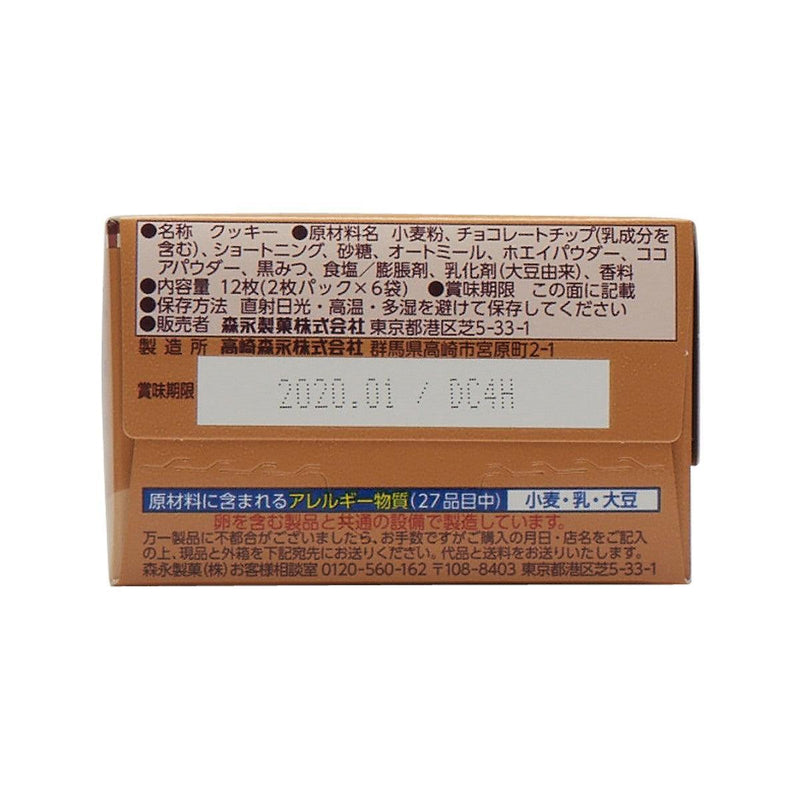 ●名称 クッキー ●原材料名 小麦粉、チョコレートチップ(乳成分を
含む)、ショートニング、砂糖、オートミール、ホエイパウダー、ココ
アパウダー、黒みつ、食塩／膨脹剤、乳化剤(大豆由来)、香料
●内容量 12枚(2枚パック×6袋) ●賞味期限 この面に記載
●保存方法 直射日光・高温・多湿を避けて保存してください
●販売者 森永製菓株式会社 東京都港区芝5-33-1
製造所 高崎森永株式会社 群馬県高崎市宮原町2-1
賞味期限 2020.01 / DC4H
原材料に含まれるアレルギー物質(27品目中) 小麦・乳・大豆
卵を含む製品と共通の設備で製造しています。
万一製品に不都合がございましたら、お手数ですがご購入の月日・店名をご記入
の上、現品と外箱を下記宛先にお送りください。代品と送料をお送りいたします。
森永製菓(株)お客様相談室 0120-560-162 〒108-8403 東京都港区芝5-33-1